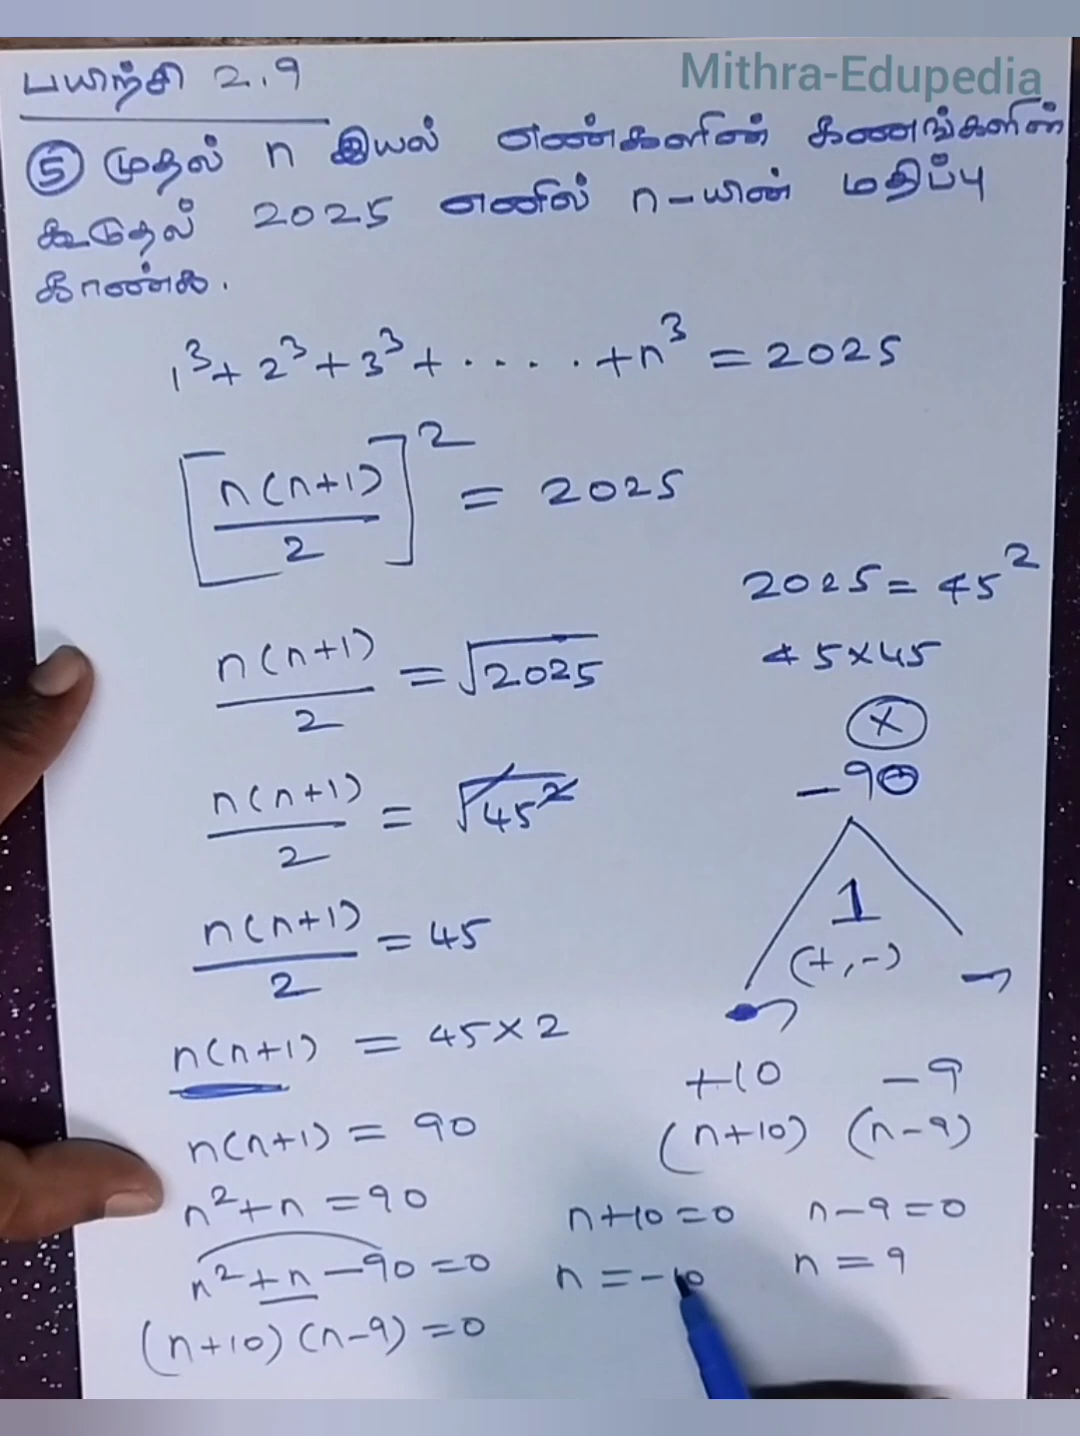 Mithra-Edupedia
பயிற்சி 2.9
⑤ முதல் n இயல் எண்களின் கணங்களின்
கூடுதல் 2025 எனில் n-யின் மதிப்பு
காண்க.
1³+2³+3³+.....+n³ = 2025
[n(n+1)/2]² = 2025
2025 = 45²
45×45
n(n+1)/2 = √2025
×
-90
n(n+1)/2 = √45²
1
(+,-)
n(n+1)/2 = 45
n(n+1) = 45×2
+10 -9
(n+10) (n-9)
n(n+1) = 90
n²+n = 90
n+10=0 n-9=0
n²+n-90=0
n=-10 n=9
(n+10)(n-9)=0